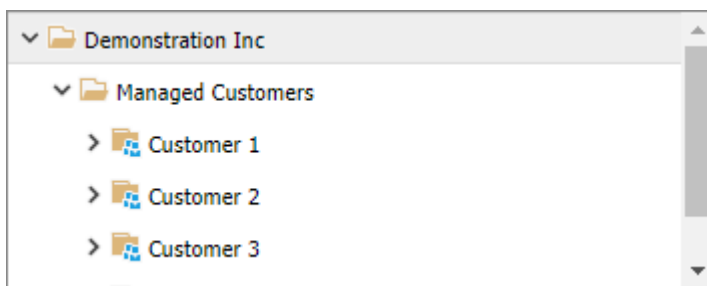 Demonstration Inc
Managed Customers
Customer 1
Customer 2
Customer 3